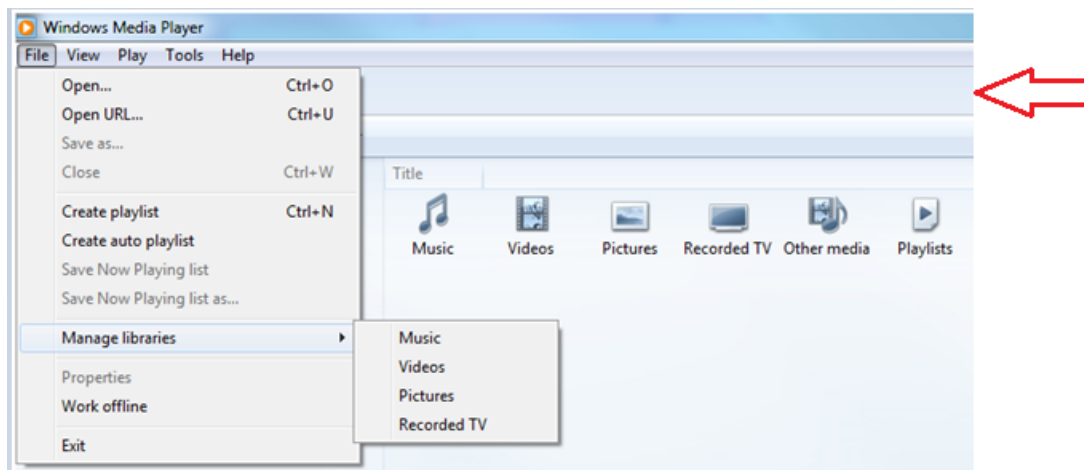 Windows Media Player
File View Play Tools Help
Open... Ctrl+O
Open URL... Ctrl+U
Save as...
Close Ctrl+W
Create playlist Ctrl+N
Create auto playlist
Save Now Playing list
Save Now Playing list as...
Manage libraries
Properties
Work offline
Exit
Music
Videos
Pictures
Recorded TV
Title
Music Videos Pictures Recorded TV Other media Playlists